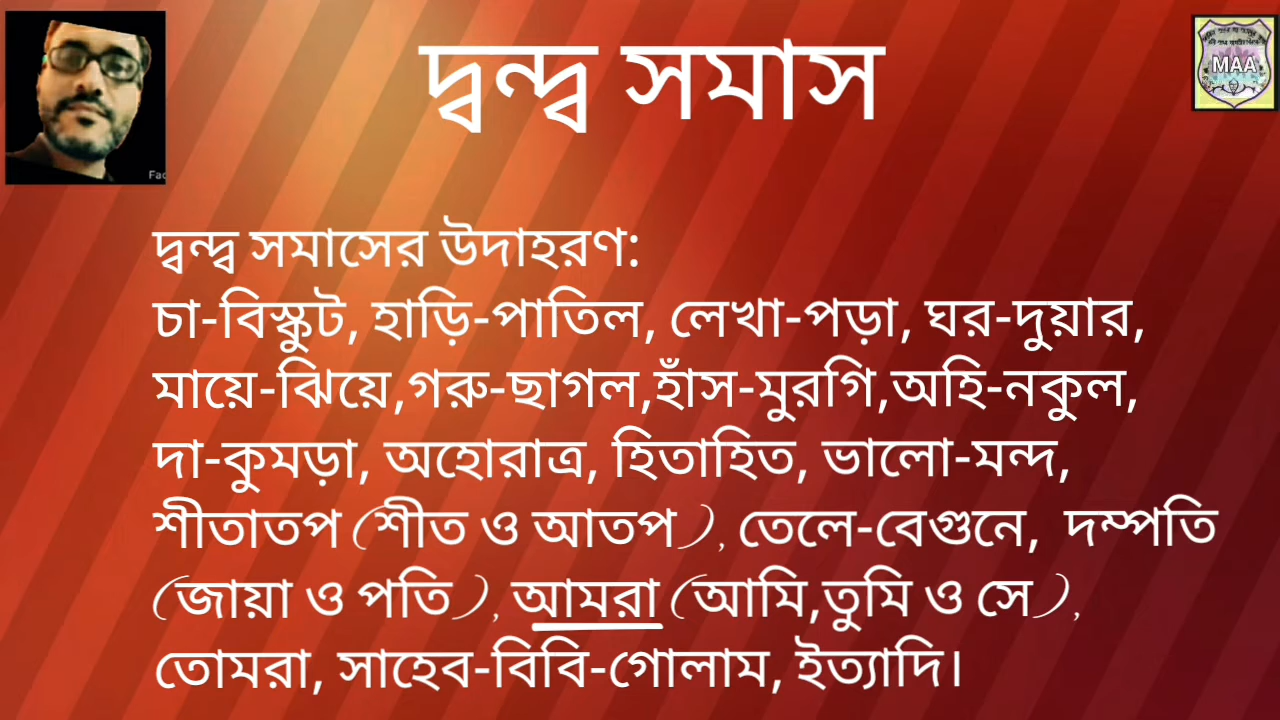 দ্বন্দ্ব সমাস
MAA
Fac
দ্বন্দ্ব সমাসের উদাহরণ:
চা-বিস্কুট, হাড়ি-পাতিল, লেখা-পড়া, ঘর-দুয়ার,
মায়ে-ঝিয়ে,গরু-ছাগল,হাঁস-মুরগি,অহি-নকুল,
দা-কুমড়া, অহোরাত্র, হিতাহিত, ভালো-মন্দ,
শীতাতপ (শীত ও আতপ), তেলে-বেগুনে, দম্পতি
(জায়া ও পতি), আমরা (আমি,তুমি ও সে),
তোমরা, সাহেব-বিবি-গোলাম, ইত্যাদি।